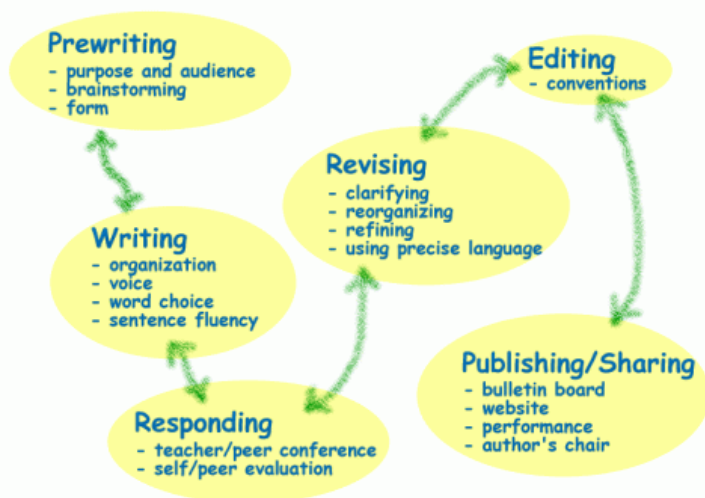 Prewriting
- purpose and audience
- brainstorming
- form
Writing
- organization
- voice
- word choice
- sentence fluency
Responding
- teacher/peer conference
- self/peer evaluation
Revising
- clarifying
- reorganizing
- refining
- using precise language
Editing
- conventions
Publishing/Sharing
- bulletin board
- website
- performance
- author's chair